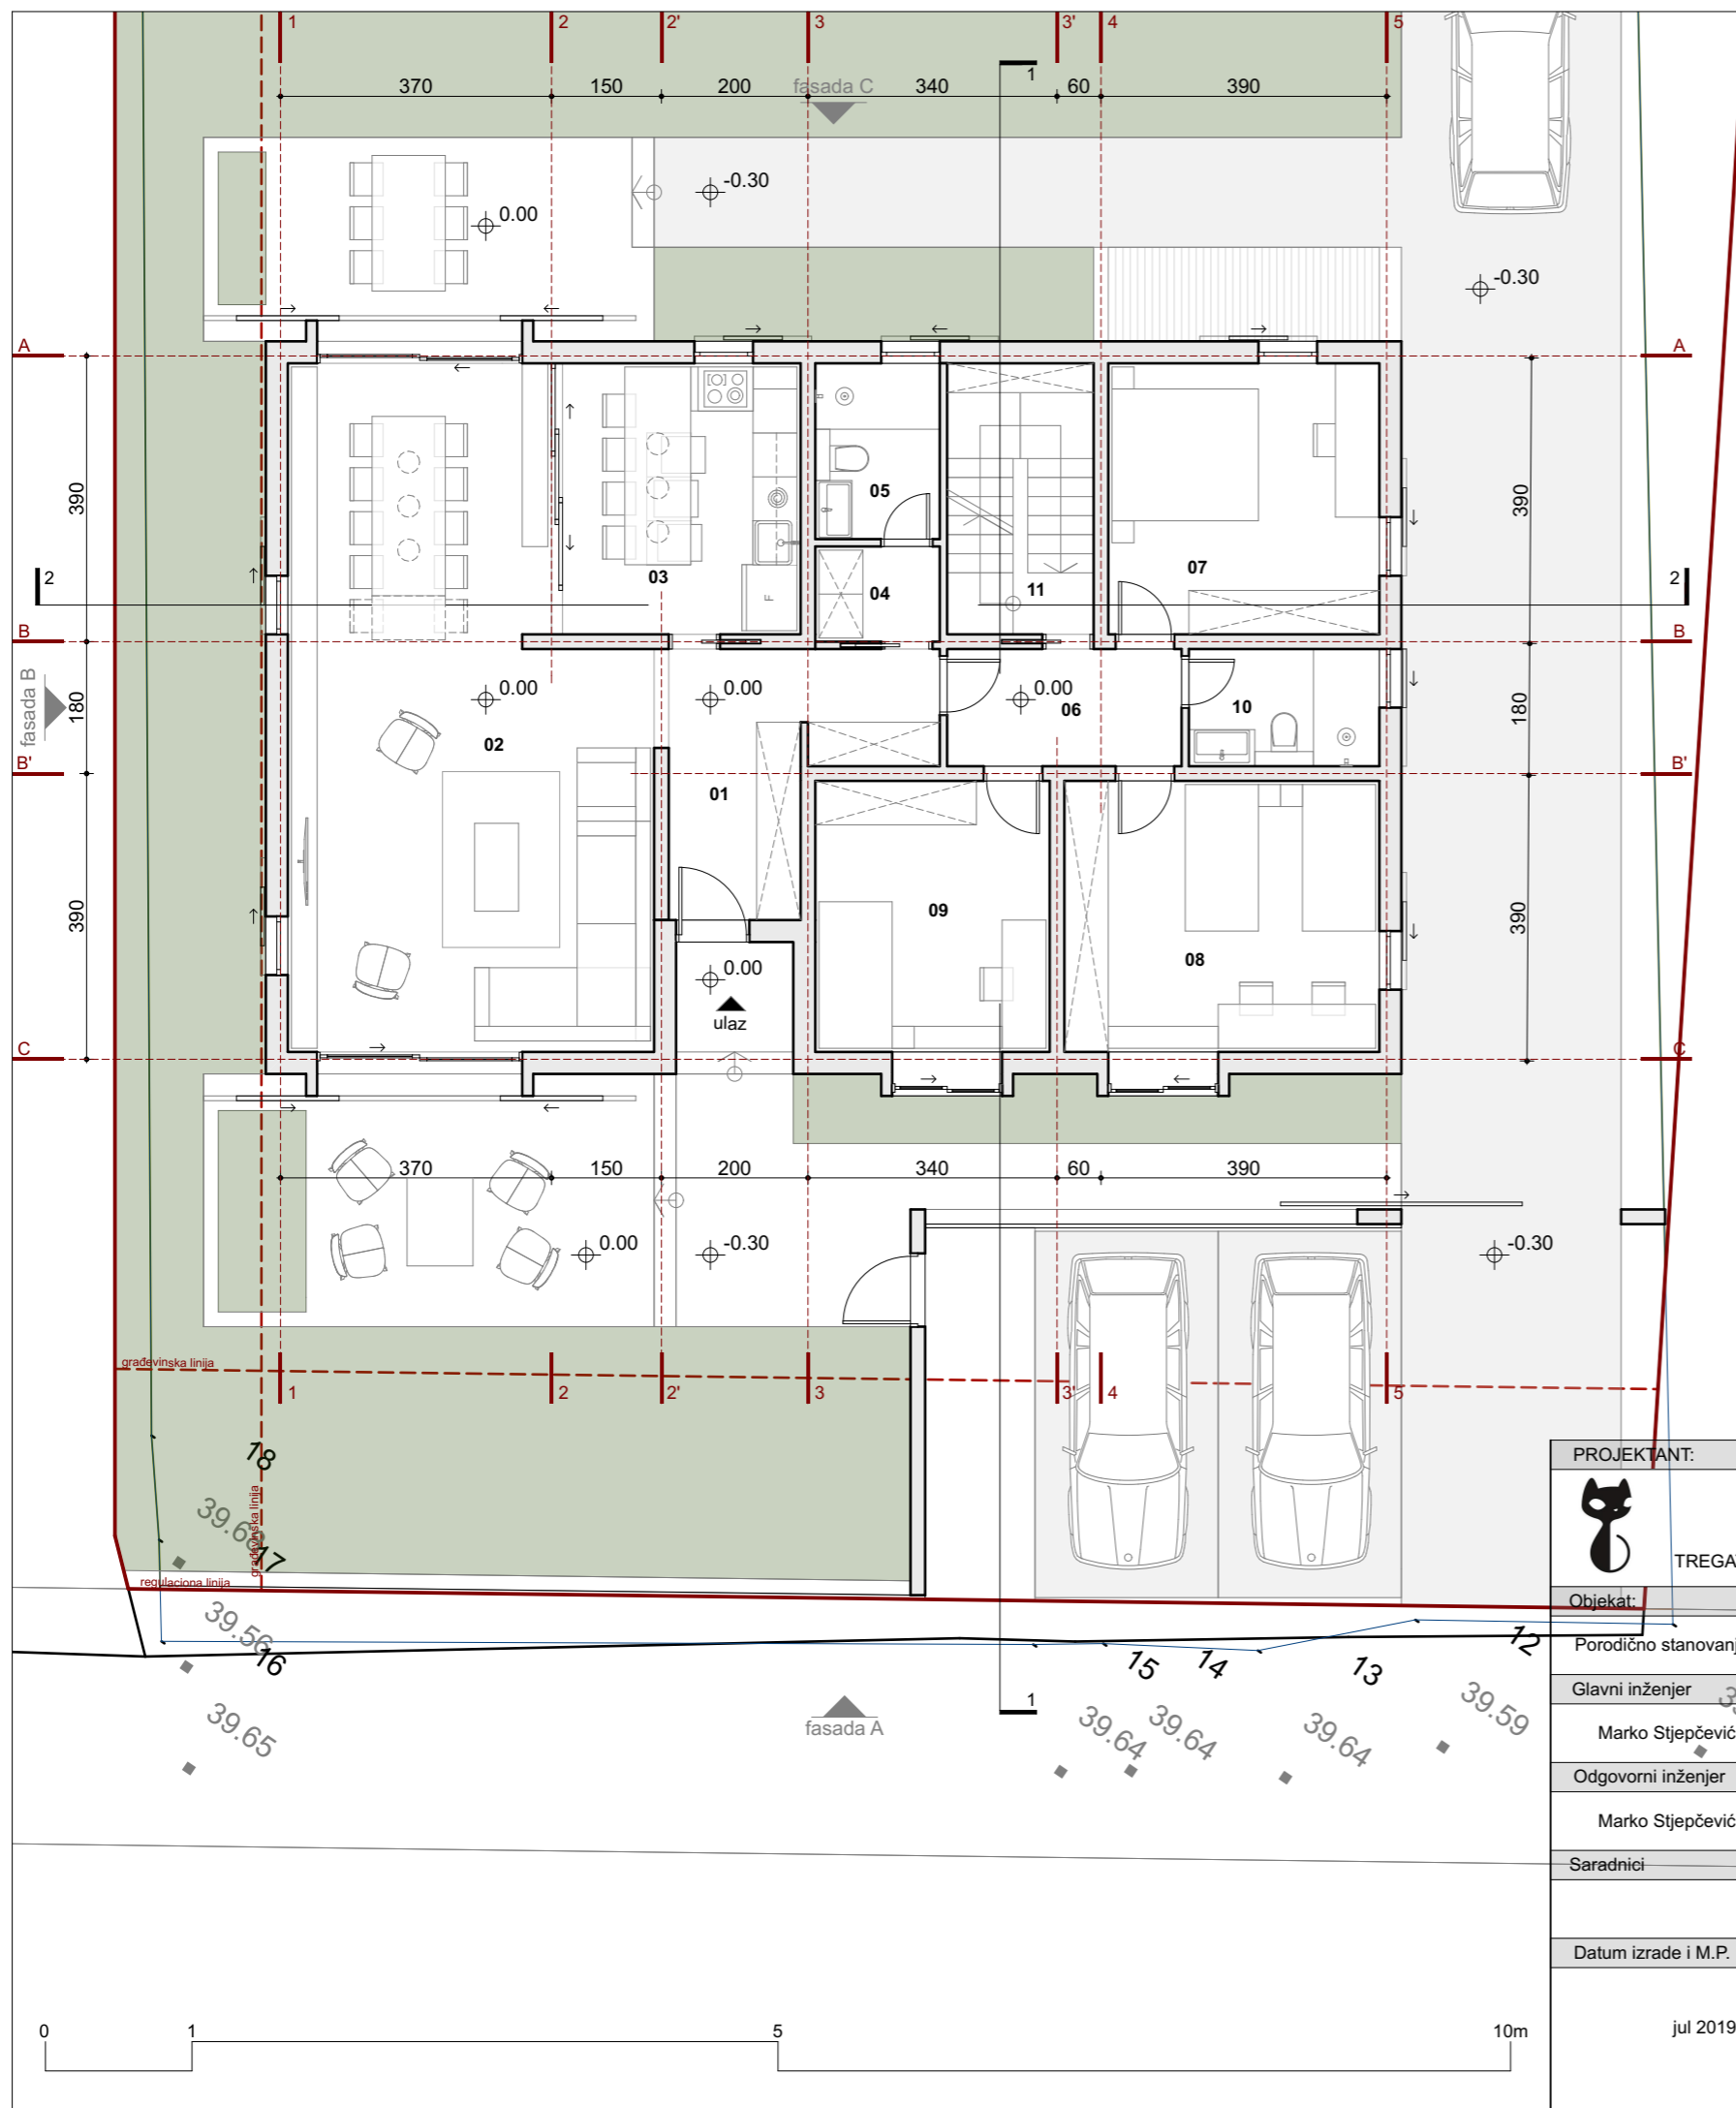 1 2 2' 3 3' 4 5
1
370 150 200 340 60 390
fasada C
-0.30
0.00
-0.30
A A
390 390
05
03 04 11 07
2 2
F
B B
fasada B
180 180
0.00 0.00 0.00
06 10
02
B' B'
01
390 390
09
08
0.00
ulaz
C C
370 150 200 340 60 390
0.00 -0.30 -0.30
građevinska linija
1 2 2' 3 3' 4 5
18
39.68
građevinska linija
17
regulaciona linija
39.56
16
39.65
15 14 13 12
39.64 39.64 39.64 39.59
1
fasada A
PROJEKTANT:
TREGA
Objekat:
Porodično stanovanj
Glavni inženjer
Marko Stjepčević
Odgovorni inženjer
Marko Stjepčević
Saradnici
Datum izrade i M.P.
jul 2019
0 1 5 10m